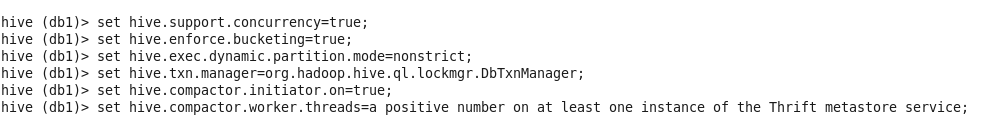 hive (db1)> set hive.support.concurrency=true;
hive (db1)> set hive.enforce.bucketing=true;
hive (db1)> set hive.exec.dynamic.partition.mode=nonstrict;
hive (db1)> set hive.txn.manager=org.hadoop.hive.ql.lockmgr.DbTxnManager;
hive (db1)> set hive.compactor.initiator.on=true;
hive (db1)> set hive.compactor.worker.threads=a positive number on at least one instance of the Thrift metastore service;